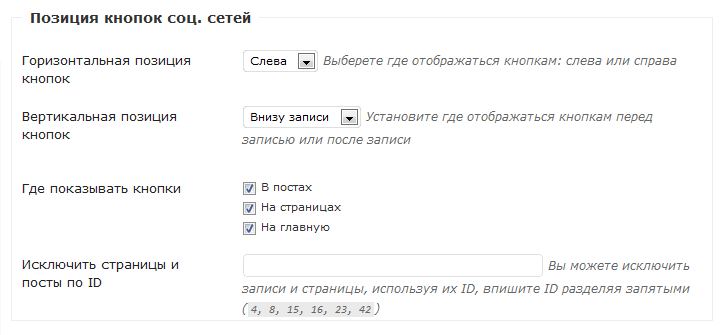 Позиция кнопок соц. сетей
Горизонтальная позиция кнопок
Слева
Выберете где отображаться кнопкам: слева или справа
Вертикальная позиция кнопок
Внизу записи
Установите где отображаться кнопкам перед
записью или после записи
Где показывать кнопки
В постах
На страницах
На главную
Исключить страницы и
посты по ID
Вы можете исключить
записи и страницы, используя их ID, впишите ID разделяя запятыми
(4, 8, 15, 16, 23, 42)